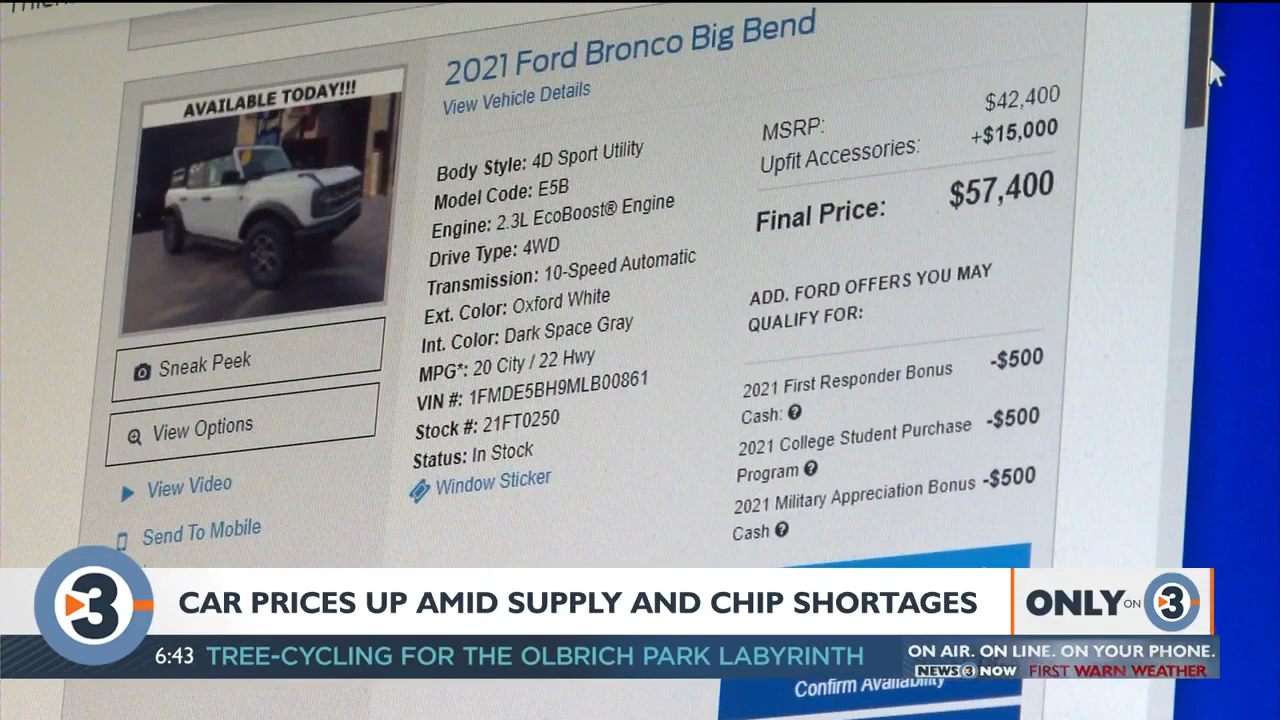 2021 Ford Bronco Big Bend
View Vehicle Details
AVAILABLE TODAY!!!
Sneak Peek
View Options
View Video
Send To Mobile
Body Style: 4D Sport Utility
Model Code: E5B
Engine: 2.3L EcoBoost® Engine
Drive Type: 4WD
Transmission: 10-Speed Automatic
Ext. Color: Oxford White
Int. Color: Dark Space Gray
MPG*: 20 City / 22 Hwy
VIN #: 1FMDE5BH9MLB00861
Stock #: 21FT0250
Status: In Stock
Window Sticker
MSRP: $42,400
Upfit Accessories: +$15,000
Final Price: $57,400
ADD. FORD OFFERS YOU MAY
QUALIFY FOR:
2021 First Responder Bonus -$500
Cash: ?
2021 College Student Purchase -$500
Program ?
2021 Military Appreciation Bonus -$500
Cash ?
Confirm Availability
3 CAR PRICES UP AMID SUPPLY AND CHIP SHORTAGES ONLY ON 3
6:43 TREE-CYCLING FOR THE OLBRICH PARK LABYRINTH
ON AIR. ON LINE. ON YOUR PHONE.
NEWS 3 NOW FIRST WARN WEATHER